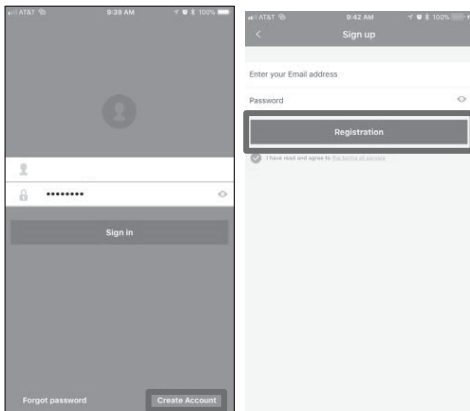 AT&T 9:39 AM 100%
••••••••
Sign in
Forgot password Create Account
AT&T 9:42 AM 100%
Sign up
Enter your Email address
Password
Registration
I have read and agree to the terms of service